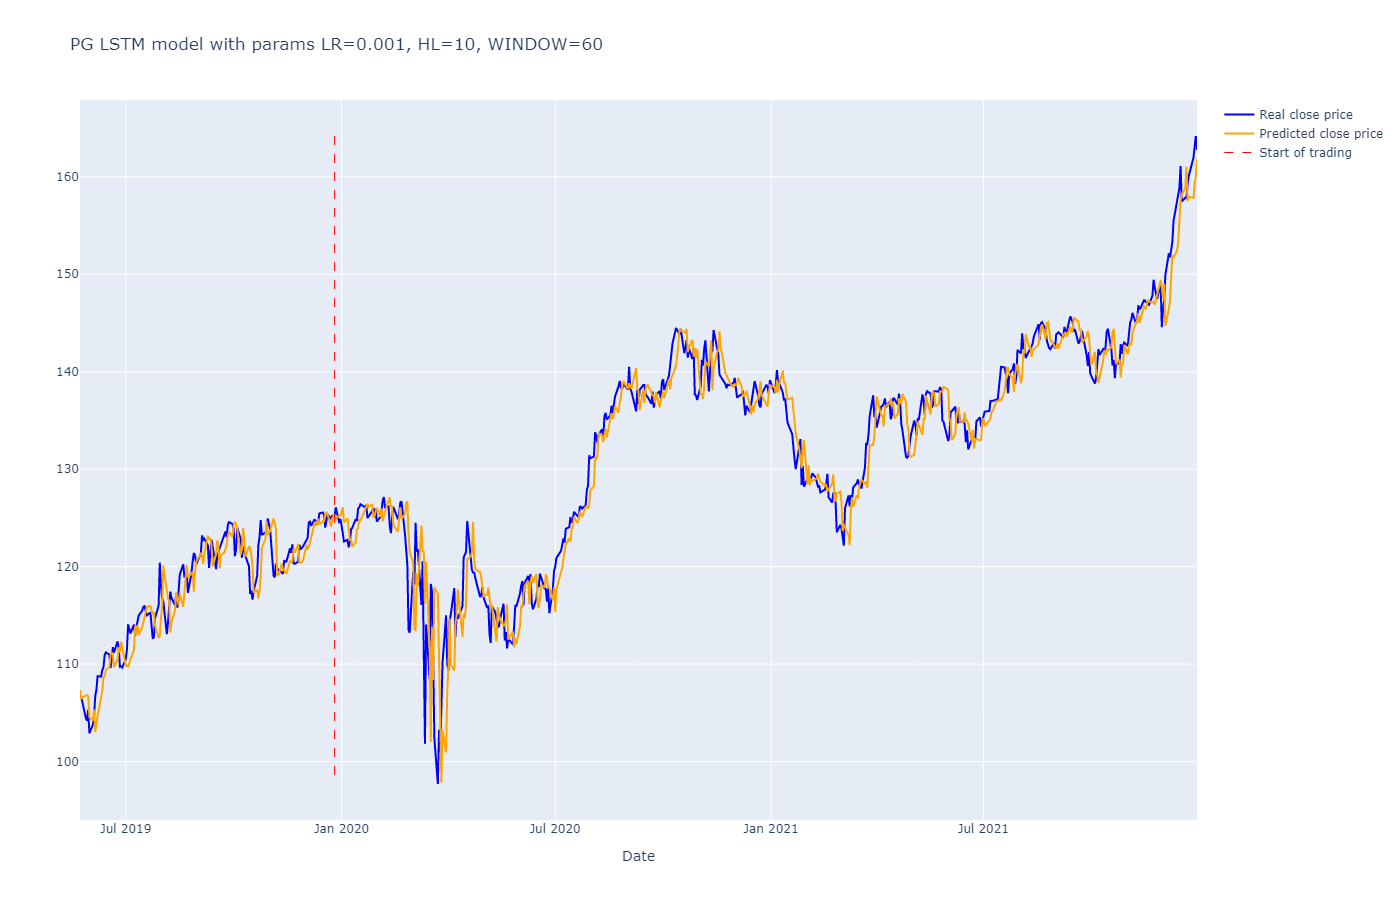 PG LSTM model with params LR=0.001, HL=10, WINDOW=60
Real close price
Predicted close price
Start of trading
160
150
140
130
120
110
100
Jul 2019
Jan 2020
Jul 2020
Jan 2021
Jul 2021
Date